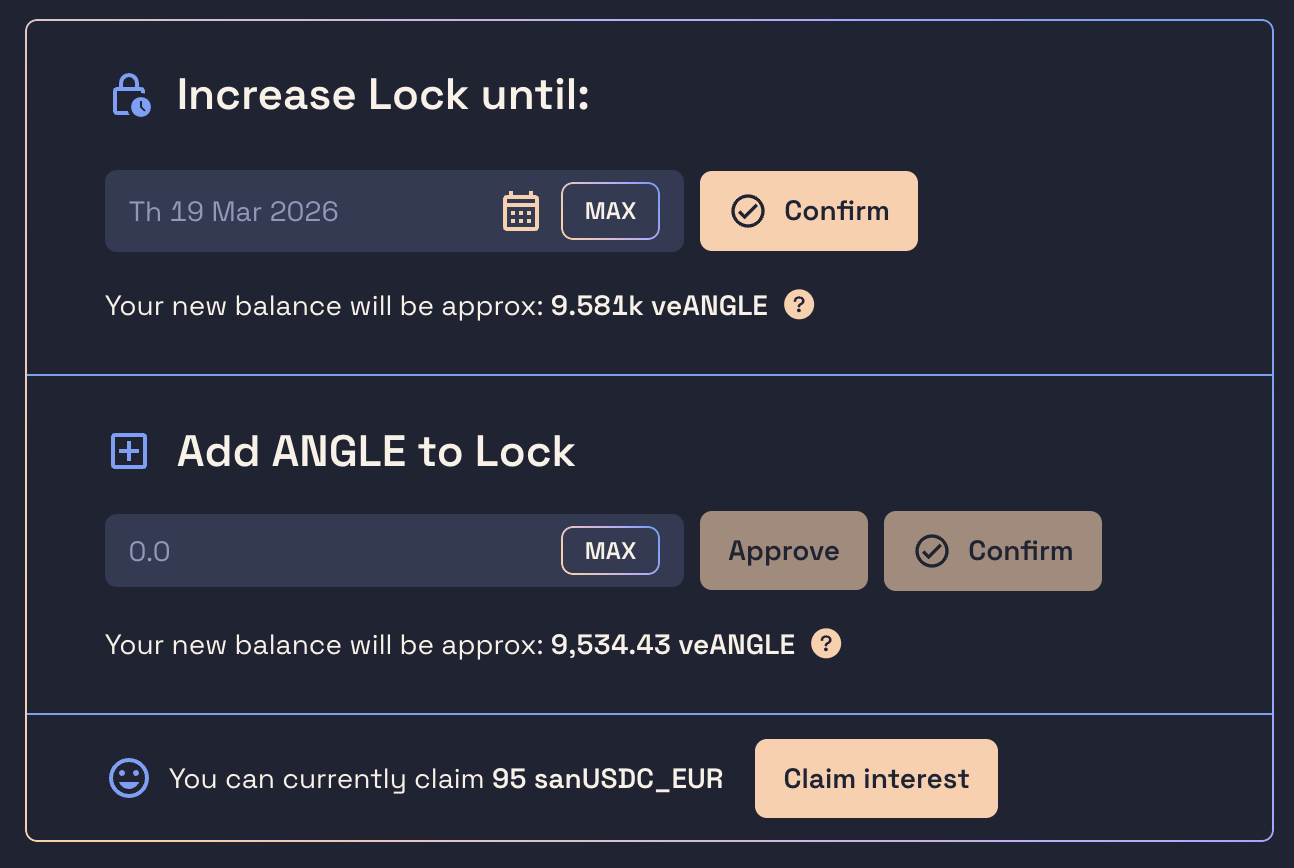 Increase Lock until:
Th 19 Mar 2026 MAX Confirm
Your new balance will be approx: 9.581k veANGLE ?
Add ANGLE to Lock
0.0 MAX Approve Confirm
Your new balance will be approx: 9,534.43 veANGLE ?
You can currently claim 95 sanUSDC_EUR Claim interest